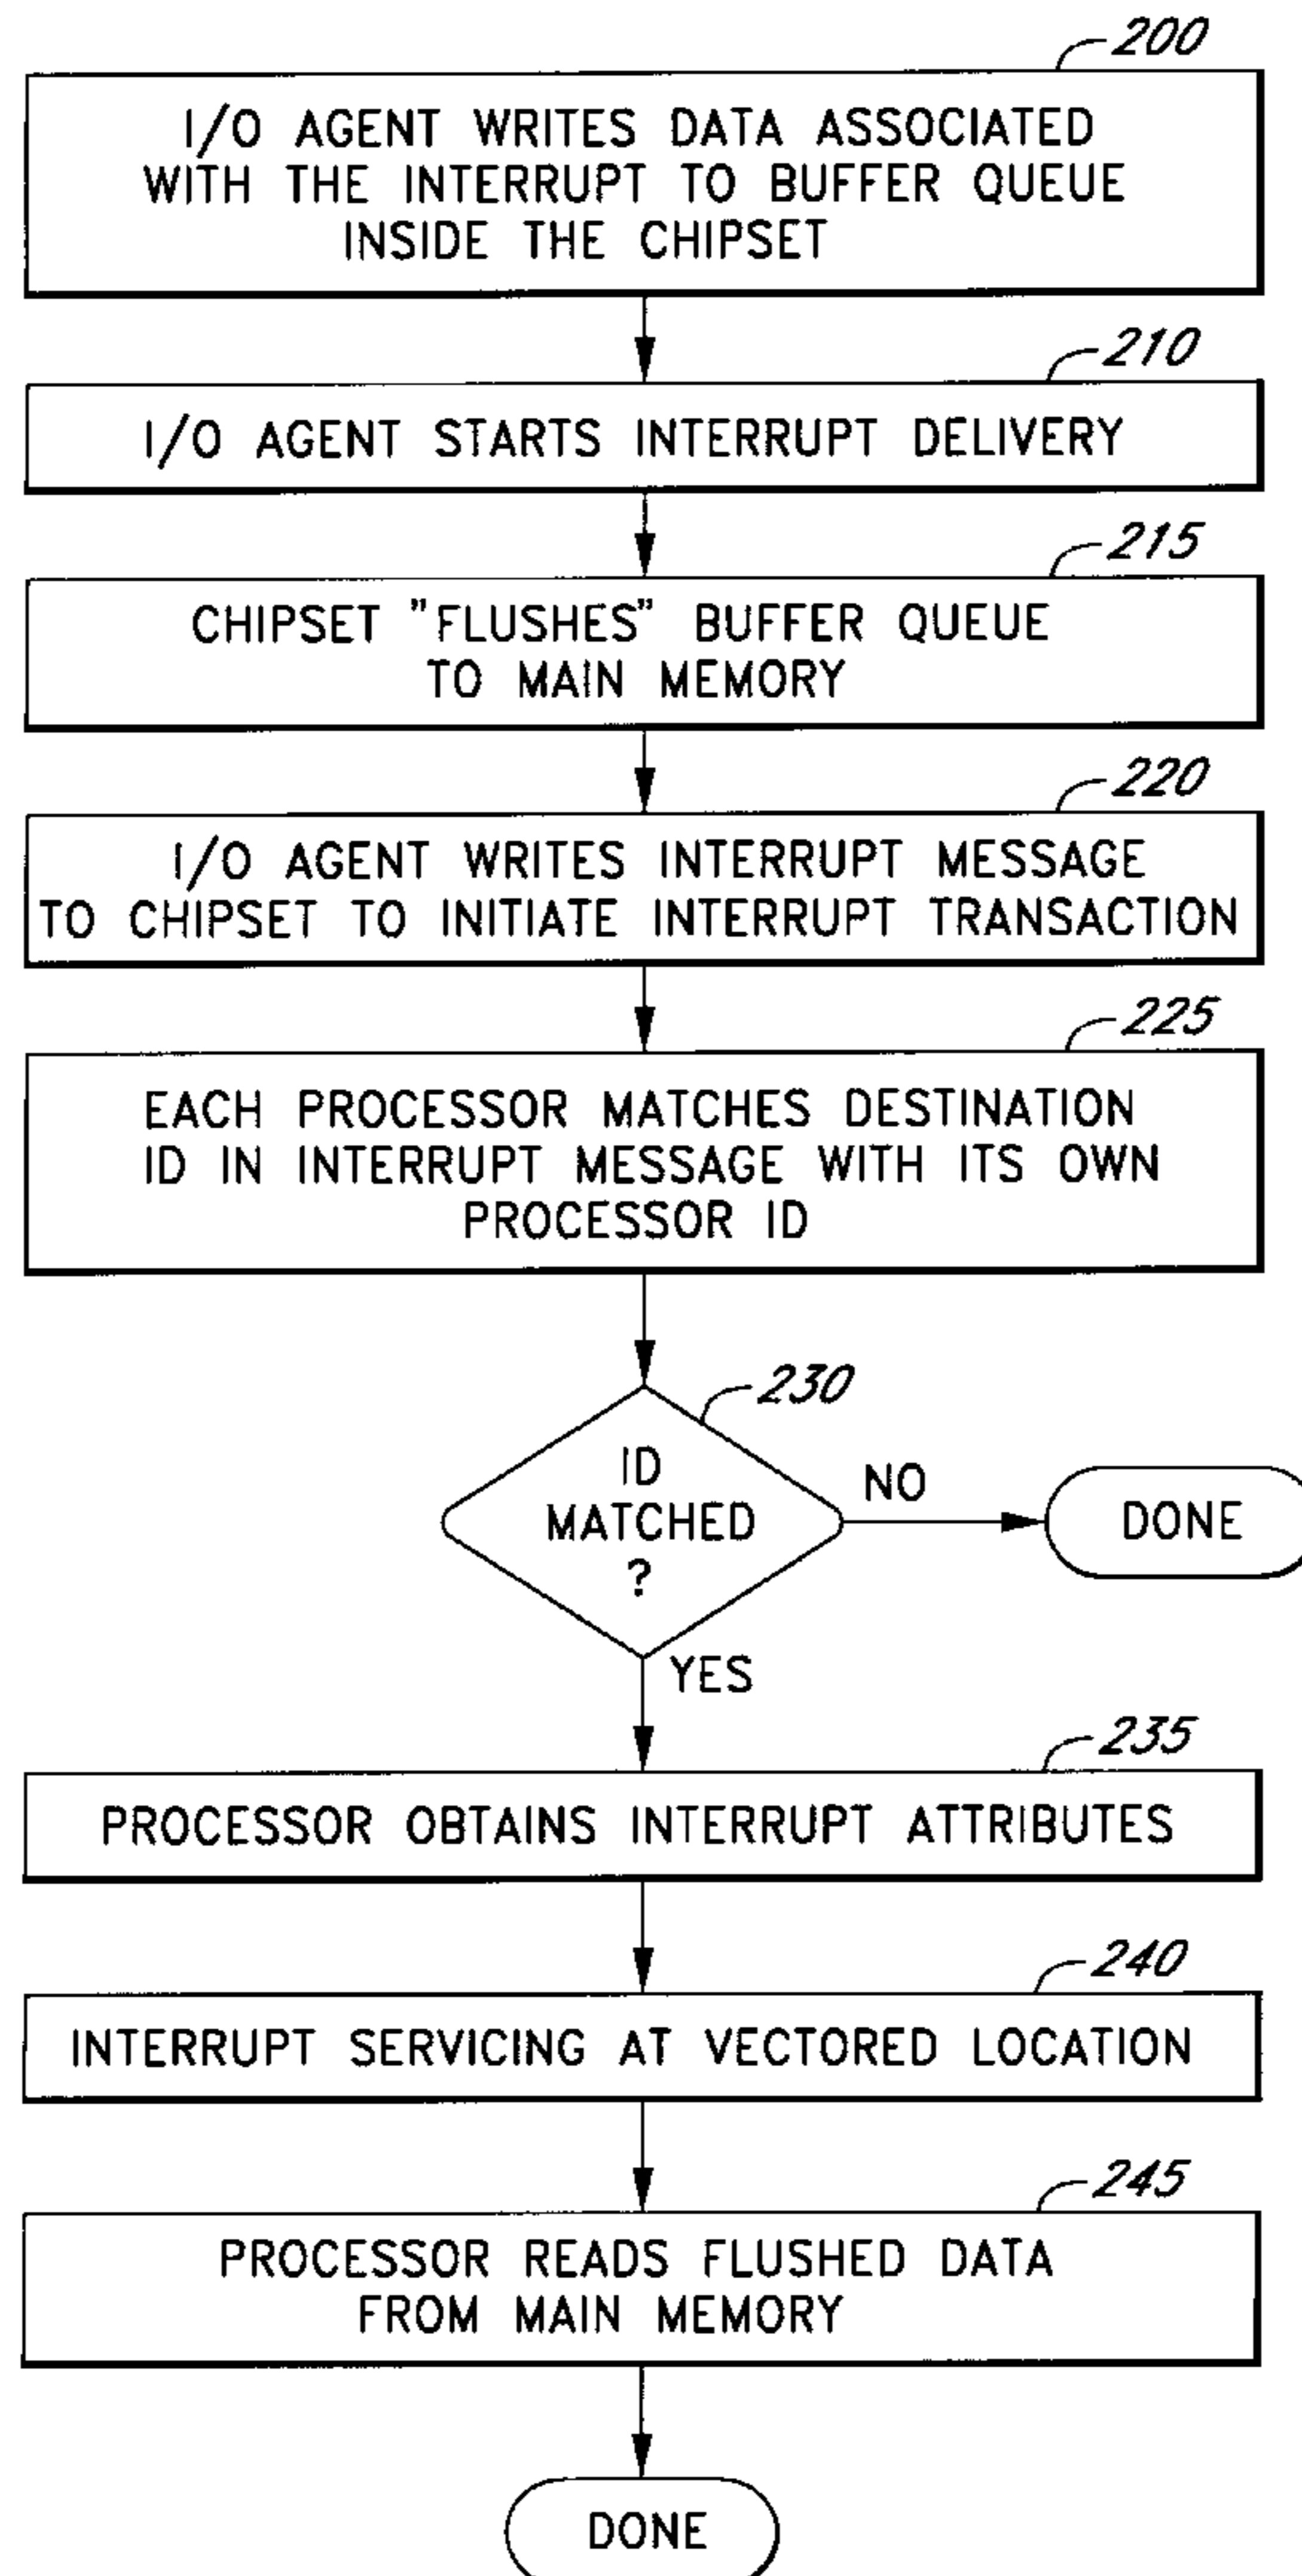 200
I/O AGENT WRITES DATA ASSOCIATED
WITH THE INTERRUPT TO BUFFER QUEUE
INSIDE THE CHIPSET
210
I/O AGENT STARTS INTERRUPT DELIVERY
215
CHIPSET "FLUSHES" BUFFER QUEUE
TO MAIN MEMORY
220
I/O AGENT WRITES INTERRUPT MESSAGE
TO CHIPSET TO INITIATE INTERRUPT TRANSACTION
225
EACH PROCESSOR MATCHES DESTINATION
ID IN INTERRUPT MESSAGE WITH ITS OWN
PROCESSOR ID
230
ID
MATCHED
?
NO
DONE
YES
235
PROCESSOR OBTAINS INTERRUPT ATTRIBUTES
240
INTERRUPT SERVICING AT VECTORED LOCATION
245
PROCESSOR READS FLUSHED DATA
FROM MAIN MEMORY
DONE